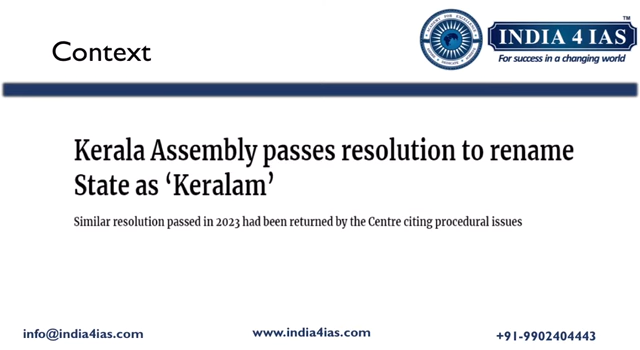 Context
INDIA 4 IAS
TM
For success in a changing world
Kerala Assembly passes resolution to rename
State as ‘Keralam’
Similar resolution passed in 2023 had been returned by the Centre citing procedural issues
info@india4ias.com
www.india4ias.com
+91-9902404443